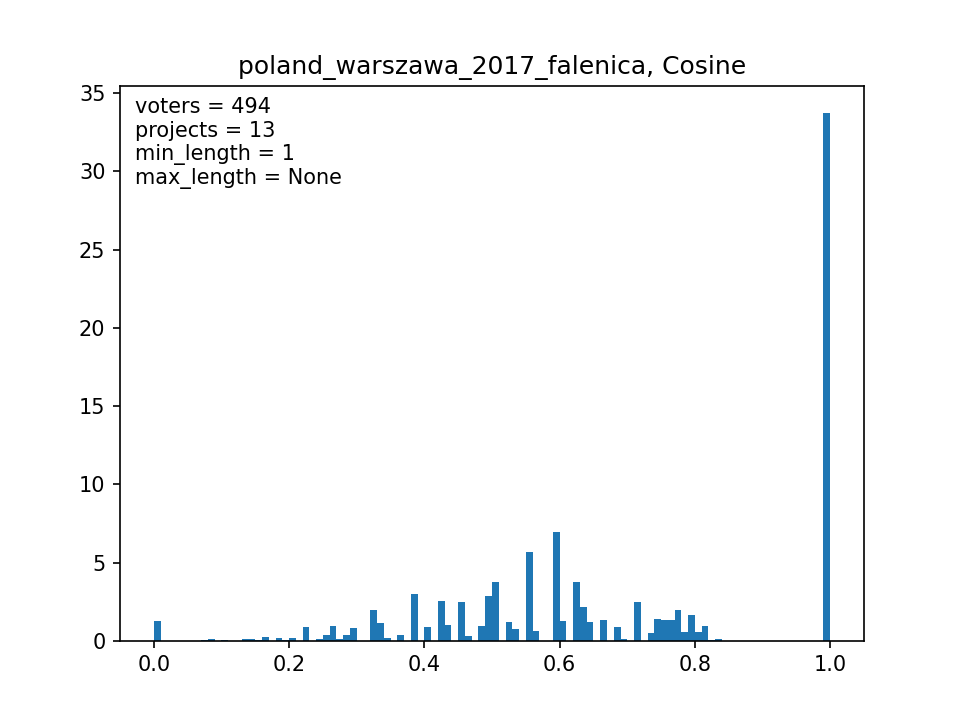 poland_warszawa_2017_falenica, Cosine
35
voters = 494
projects = 13
min_length = 1
max_length = None
30
25
20
15
10
5
0
0.0 0.2 0.4 0.6 0.8 1.0